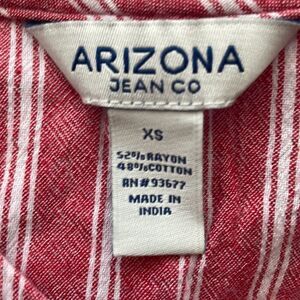 ARIZONA
JEAN CO
XS
52%RAYON
48%COTTON
RN#93677
MADE IN
INDIA